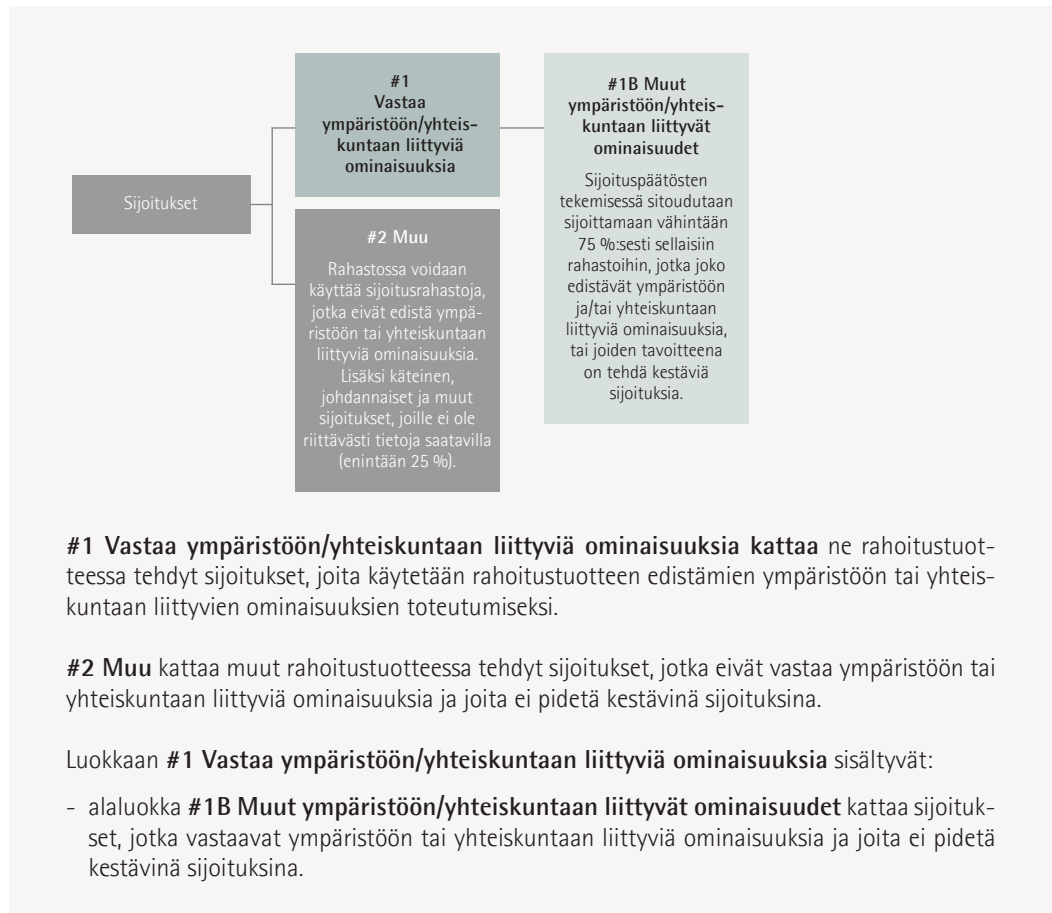 #1
Vastaa
ympäristöön/yhteis-
kuntaan liittyviä
ominaisuuksia
#1B Muut
ympäristöön/yhteis-
kuntaan liittyvät
ominaisuudet
Sijoituspäätösten
tekemisessä sitoudutaan
sijoittamaan vähintään
75 %:sesti sellaisiin
rahastoihin, jotka joko
edistävät ympäristöön
ja/tai yhteiskuntaan
liittyviä ominaisuuksia,
tai joiden tavoitteena
on tehdä kestäviä
sijoituksia.
Sijoitukset
#2 Muu
Rahastossa voidaan
käyttää sijoitusrahastoja,
jotka eivät edistä ympä-
ristöön tai yhteiskuntaan
liittyviä ominaisuuksia.
Lisäksi käteinen,
johdannaiset ja muut
sijoitukset, joille ei ole
riittävästi tietoja saatavilla
(enintään 25 %).
#1 Vastaa ympäristöön/yhteiskuntaan liittyviä ominaisuuksia kattaa ne rahoitustuot-
teessa tehdyt sijoitukset, joita käytetään rahoitustuotteen edistämien ympäristöön tai yhteis-
kuntaan liittyvien ominaisuuksien toteutumiseksi.
#2 Muu kattaa muut rahoitustuotteessa tehdyt sijoitukset, jotka eivät vastaa ympäristöön tai
yhteiskuntaan liittyviä ominaisuuksia ja joita ei pidetä kestävinä sijoituksina.
Luokkaan #1 Vastaa ympäristöön/yhteiskuntaan liittyviä ominaisuuksia sisältyvät:
- alaluokka #1B Muut ympäristöön/yhteiskuntaan liittyvät ominaisuudet kattaa sijoituk-
set, jotka vastaavat ympäristöön tai yhteiskuntaan liittyviä ominaisuuksia ja joita ei pidetä
kestävinä sijoituksina.